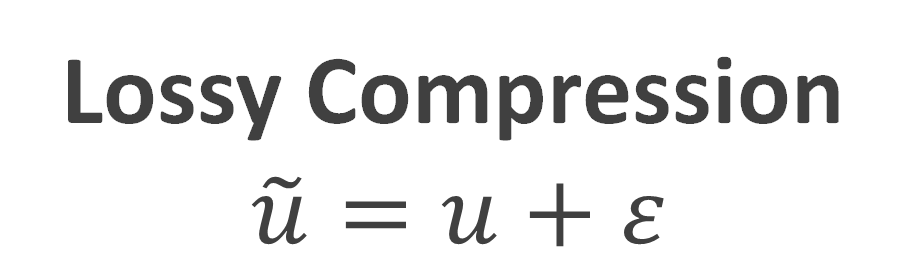 Lossy Compression
ũ = u + ε